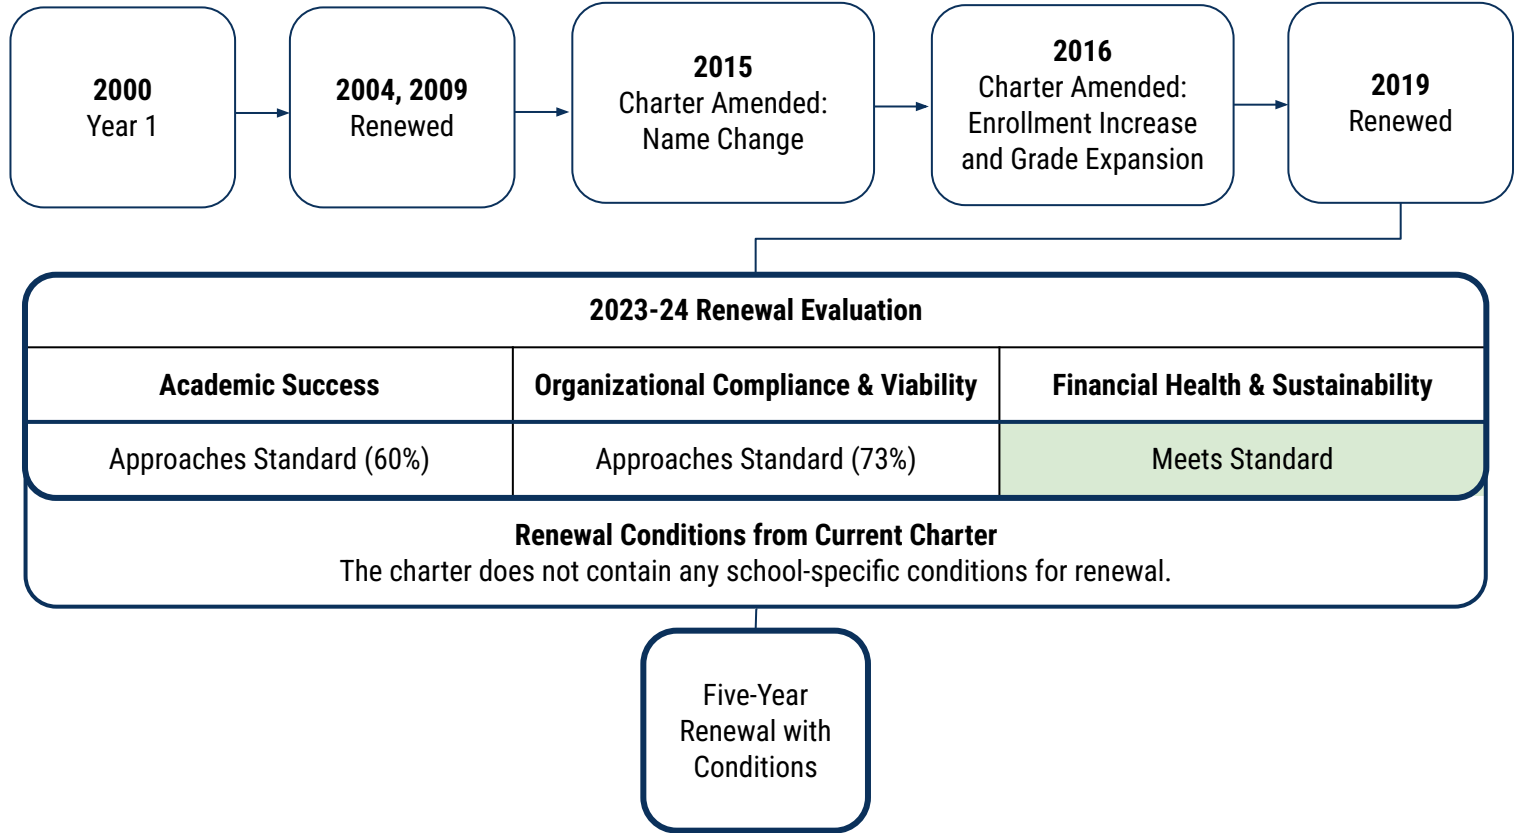 2000
Year 1
2004, 2009
Renewed
2015
Charter Amended:
Name Change
2016
Charter Amended:
Enrollment Increase
and Grade Expansion
2019
Renewed
2023-24 Renewal Evaluation
Academic Success
Organizational Compliance & Viability
Financial Health & Sustainability
Approaches Standard (60%)
Approaches Standard (73%)
Meets Standard
Renewal Conditions from Current Charter
The charter does not contain any school-specific conditions for renewal.
Five-Year
Renewal with
Conditions